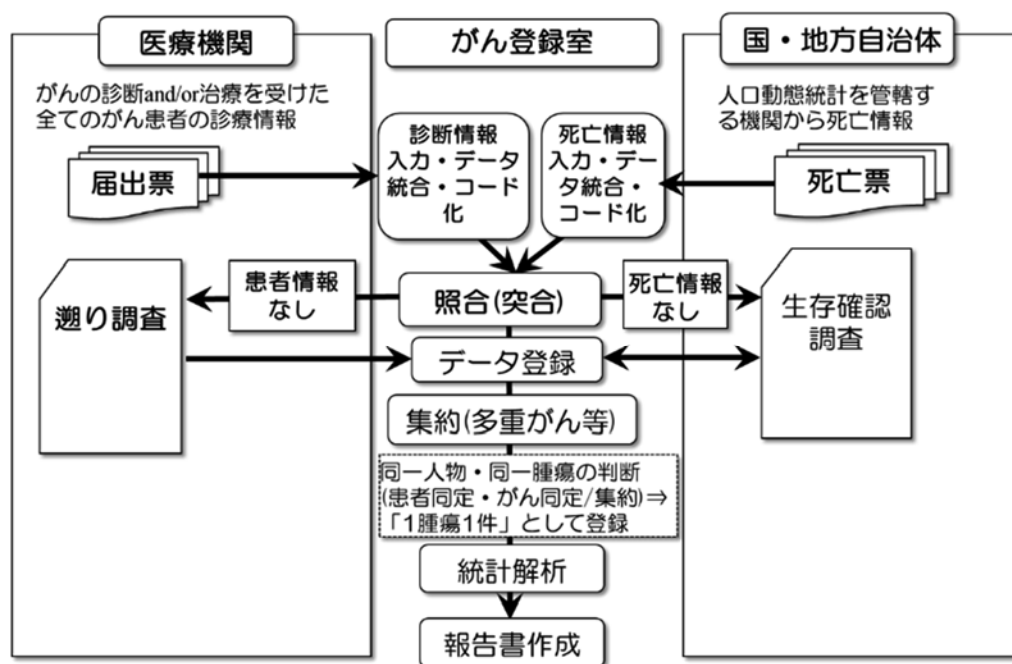 医療機関
がん登録室
国・地方自治体
がんの診断and/or治療を受けた
全てのがん患者の診療情報
人口動態統計を管轄す
る機関から死亡情報
届出票
診断情報
入力・データ
統合・コード
化
死亡情報
入力・デー
タ統合・
コード化
死亡票
遡り調査
患者情報
なし
照合(突合)
死亡情報
なし
生存確認
調査
データ登録
集約(多重がん等)
同一人物・同一腫瘍の判断
(患者同定・がん同定/集約)⇒
「1腫瘍1件」として登録
統計解析
報告書作成